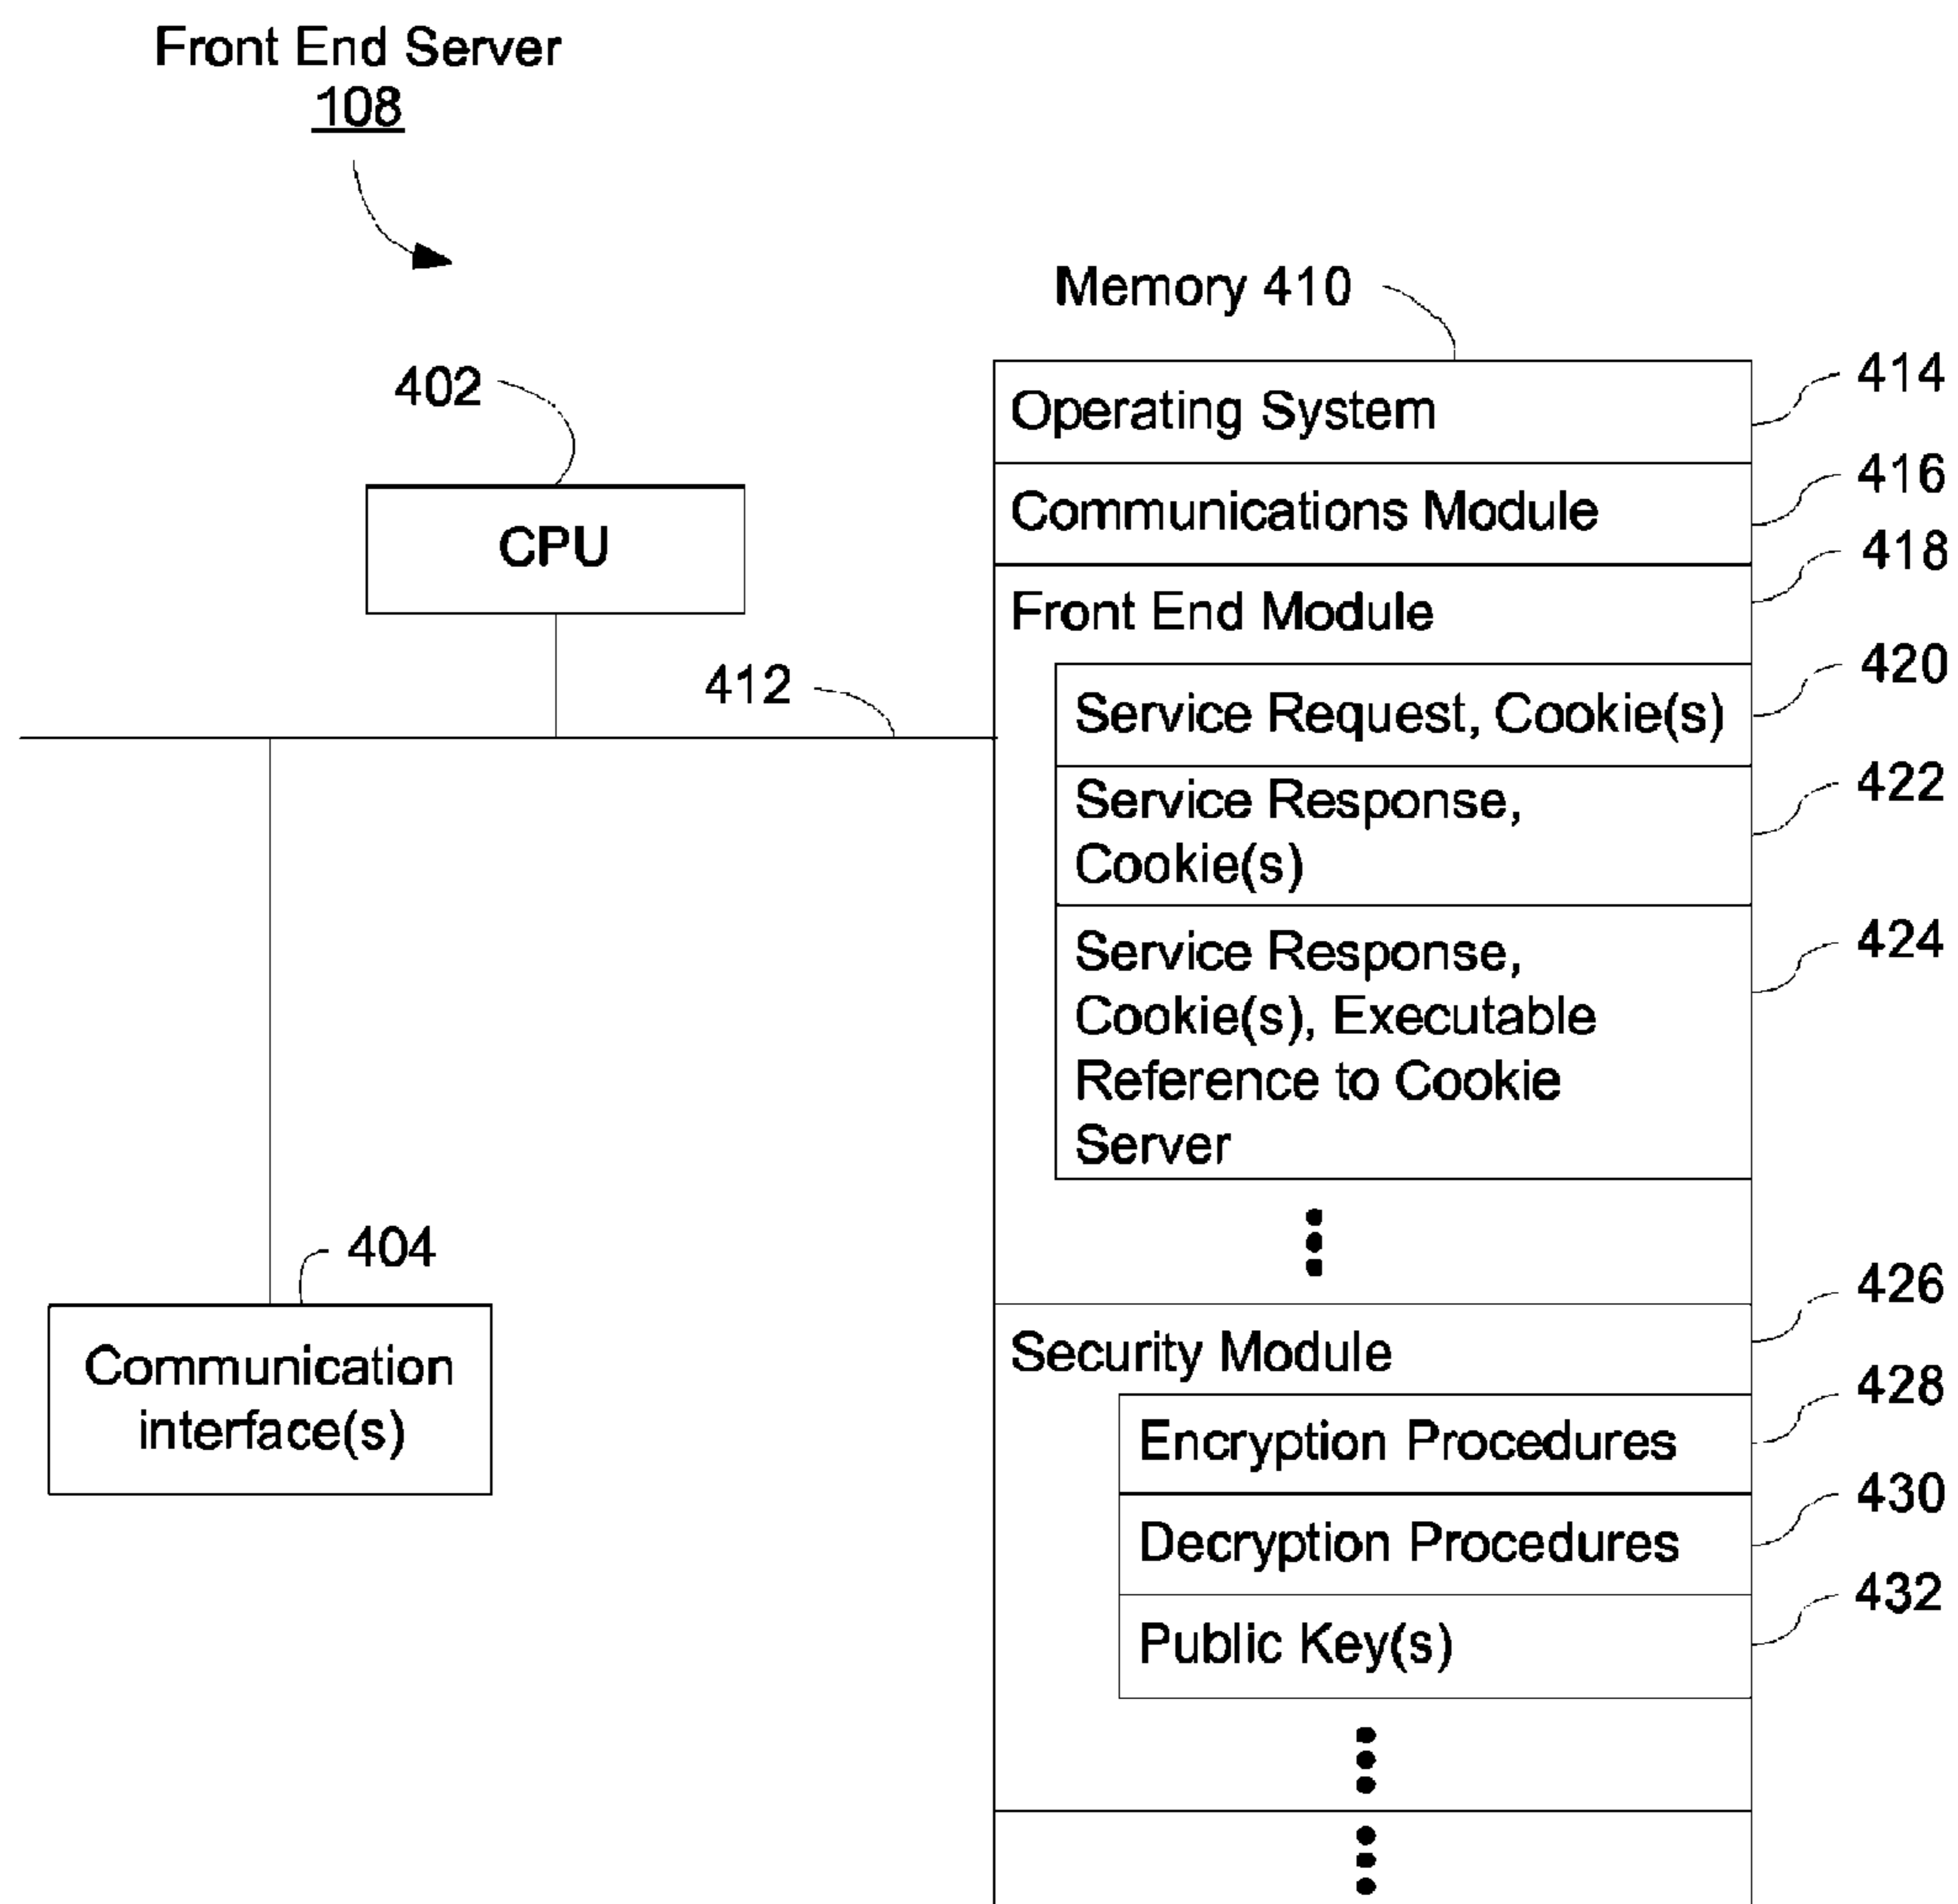 Front End Server
108
Memory 410
402
CPU
412
404
Communication
interface(s)
Operating System
414
Communications Module
416
Front End Module
418
Service Request, Cookie(s)
420
Service Response,
Cookie(s)
422
Service Response,
Cookie(s), Executable
Reference to Cookie
Server
424
Security Module
426
Encryption Procedures
428
Decryption Procedures
430
Public Key(s)
432